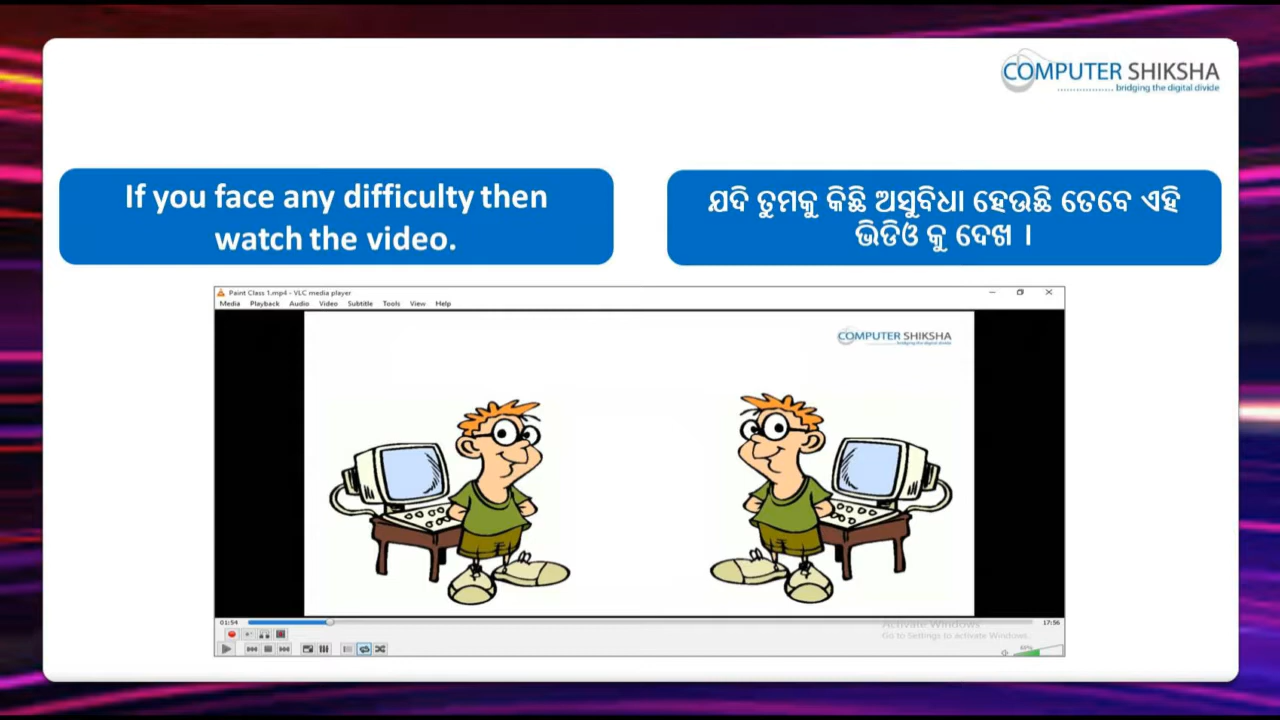 COMPUTER SHIKSHA
bridging the digital divide
If you face any difficulty then
watch the video.
ଯଦି ତୁମକୁ କିଛି ଅସୁବିଧା ହେଉଛି ତେବେ ଏହି
ଭିଡିଓ କୁ ଦେଖ ।
Paint Class 1.mp4 - VLC media player
Media Playback Audio Video Subtitle Tools View Help
COMPUTER SHIKSHA
bridging the digital divide
01:54
17:56
Activate Windows
Go to Settings to activate Windows.
60%